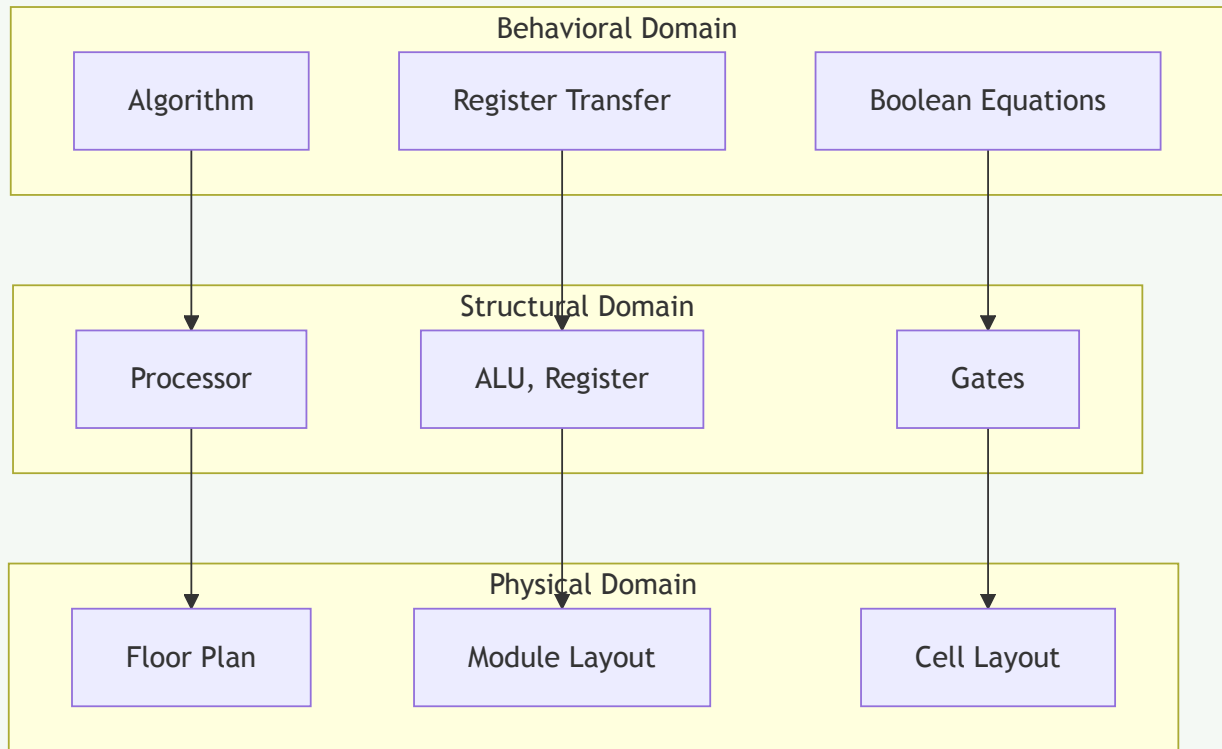 Behavioral Domain
Algorithm
Register Transfer
Boolean Equations
Structural Domain
Processor
ALU, Register
Gates
Physical Domain
Floor Plan
Module Layout
Cell Layout